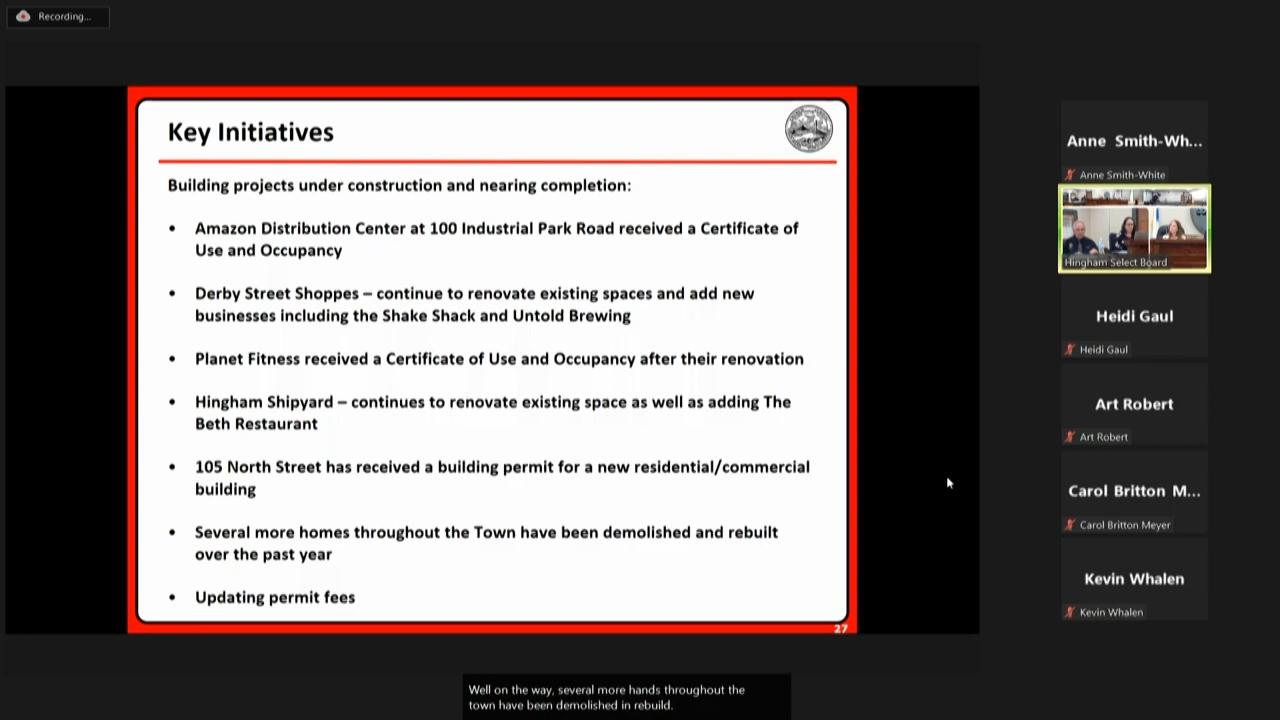 Recording...
Key Initiatives
Building projects under construction and nearing completion:
• Amazon Distribution Center at 100 Industrial Park Road received a Certificate of
Use and Occupancy
• Derby Street Shoppes – continue to renovate existing spaces and add new
businesses including the Shake Shack and Untold Brewing
• Planet Fitness received a Certificate of Use and Occupancy after their renovation
• Hingham Shipyard – continues to renovate existing space as well as adding The
Beth Restaurant
• 105 North Street has received a building permit for a new residential/commercial
building
• Several more homes throughout the Town have been demolished and rebuilt
over the past year
• Updating permit fees
27
Anne Smith-Wh...
Anne Smith-White
Hingham Select Board
Heidi Gaul
Heidi Gaul
Art Robert
Art Robert
Carol Britton M...
Carol Britton Meyer
Kevin Whalen
Kevin Whalen
Well on the way, several more hands throughout the
town have been demolished in rebuild.